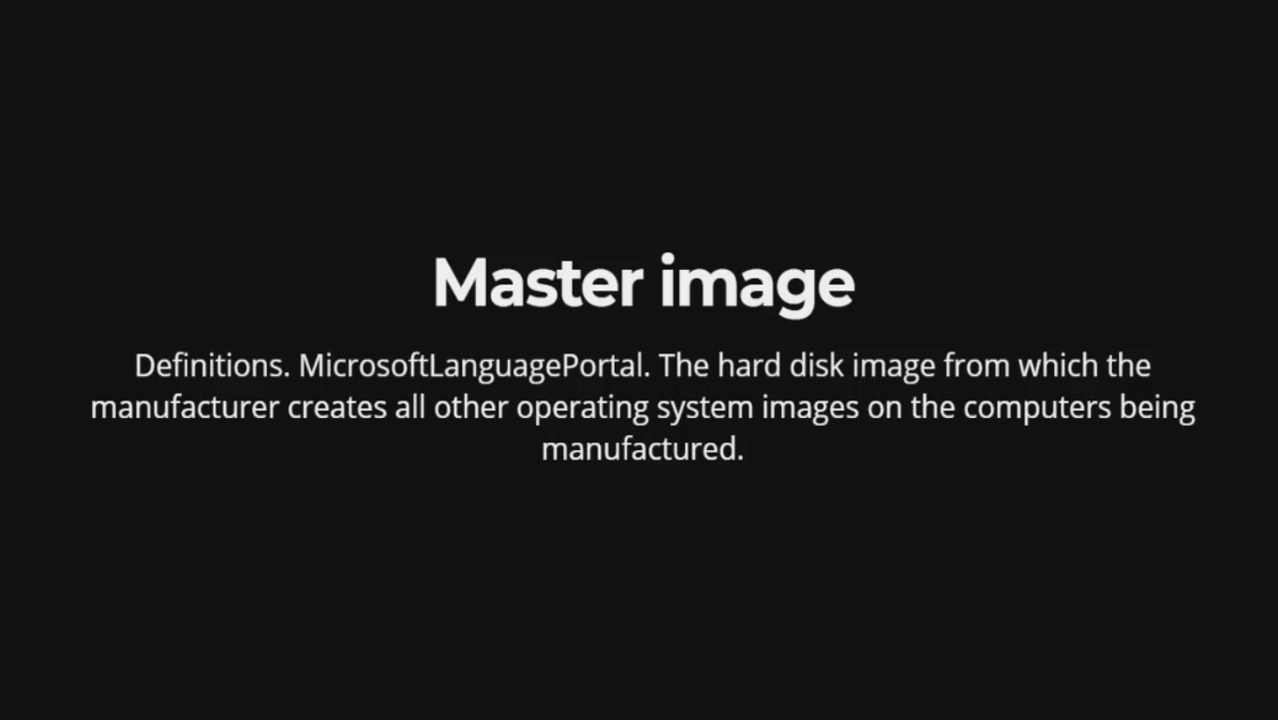 Master image
Definitions. MicrosoftLanguagePortal. The hard disk image from which the
manufacturer creates all other operating system images on the computers being
manufactured.